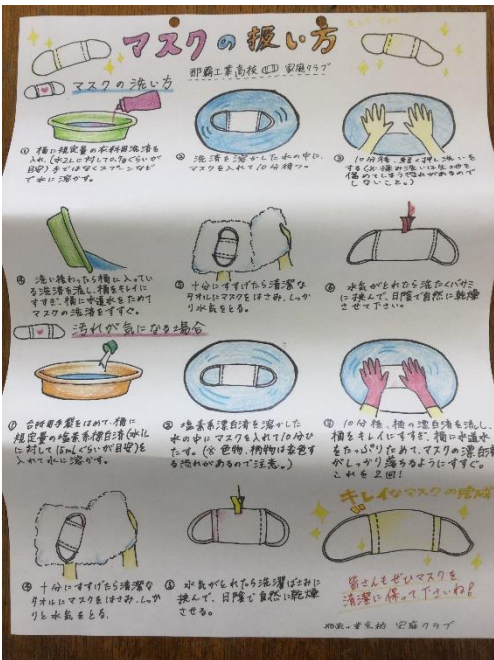 マスクの扱い方
那覇工業高校 家庭クラブ
マスクの洗い方
① 桶に規定量の衣料用洗剤を
入れ、(水2Lに対して0.7gぐらいが
目安)手ではなくスプーンなど
で水に溶かす。
② 洗剤を溶かした水の中に、
マスクを入れて10分待つ。
③ 10分後、軽く押し洗いを
する(※揉み洗いは生地を
傷めてしまう恐れがあるので
しないこと。)
④ 洗い終わったら桶に入ってい
る洗剤を流し、桶をキレイに
すすぎ、桶に水道水をためて
マスクの洗剤をすすぐ。
⑤ 十分にすすげたら清潔な
タオルにマスクをはさみ、しっか
り水気をとる。
⑥ 水気がとれたら洗たくバサミ
に挟んで、日陰で自然に乾燥
させて下さい。
汚れが気になる場合
① 台所用手袋をはめて、桶に
規定量の塩素系漂白剤(水1L
に対して15mLぐらいが目安)を
入れて水に溶かす。
② 塩素系漂白剤を溶かした
水の中にマスクを入れて10分ひ
たす。(※色物、柄物は変色す
る恐れがあるので注意。)
③ 10分後、桶の漂白剤を流し、
桶をキレイにすすぎ、桶に水道水
をたっぷりためて、マスクの漂白剤
がしっかり落ちるようにすすぐ。
これを2回!
④ 十分にすすげたら清潔な
タオルにマスクをはさみ、しっか
りと水気をとる。
⑤ 水気がとれたら洗濯ばさみに
挟んで、日陰で自然に乾燥
させる。
キレイなマスクの完成
皆さんもぜひマスクを
清潔に保って下さいね!
那覇工業高校 家庭クラブ